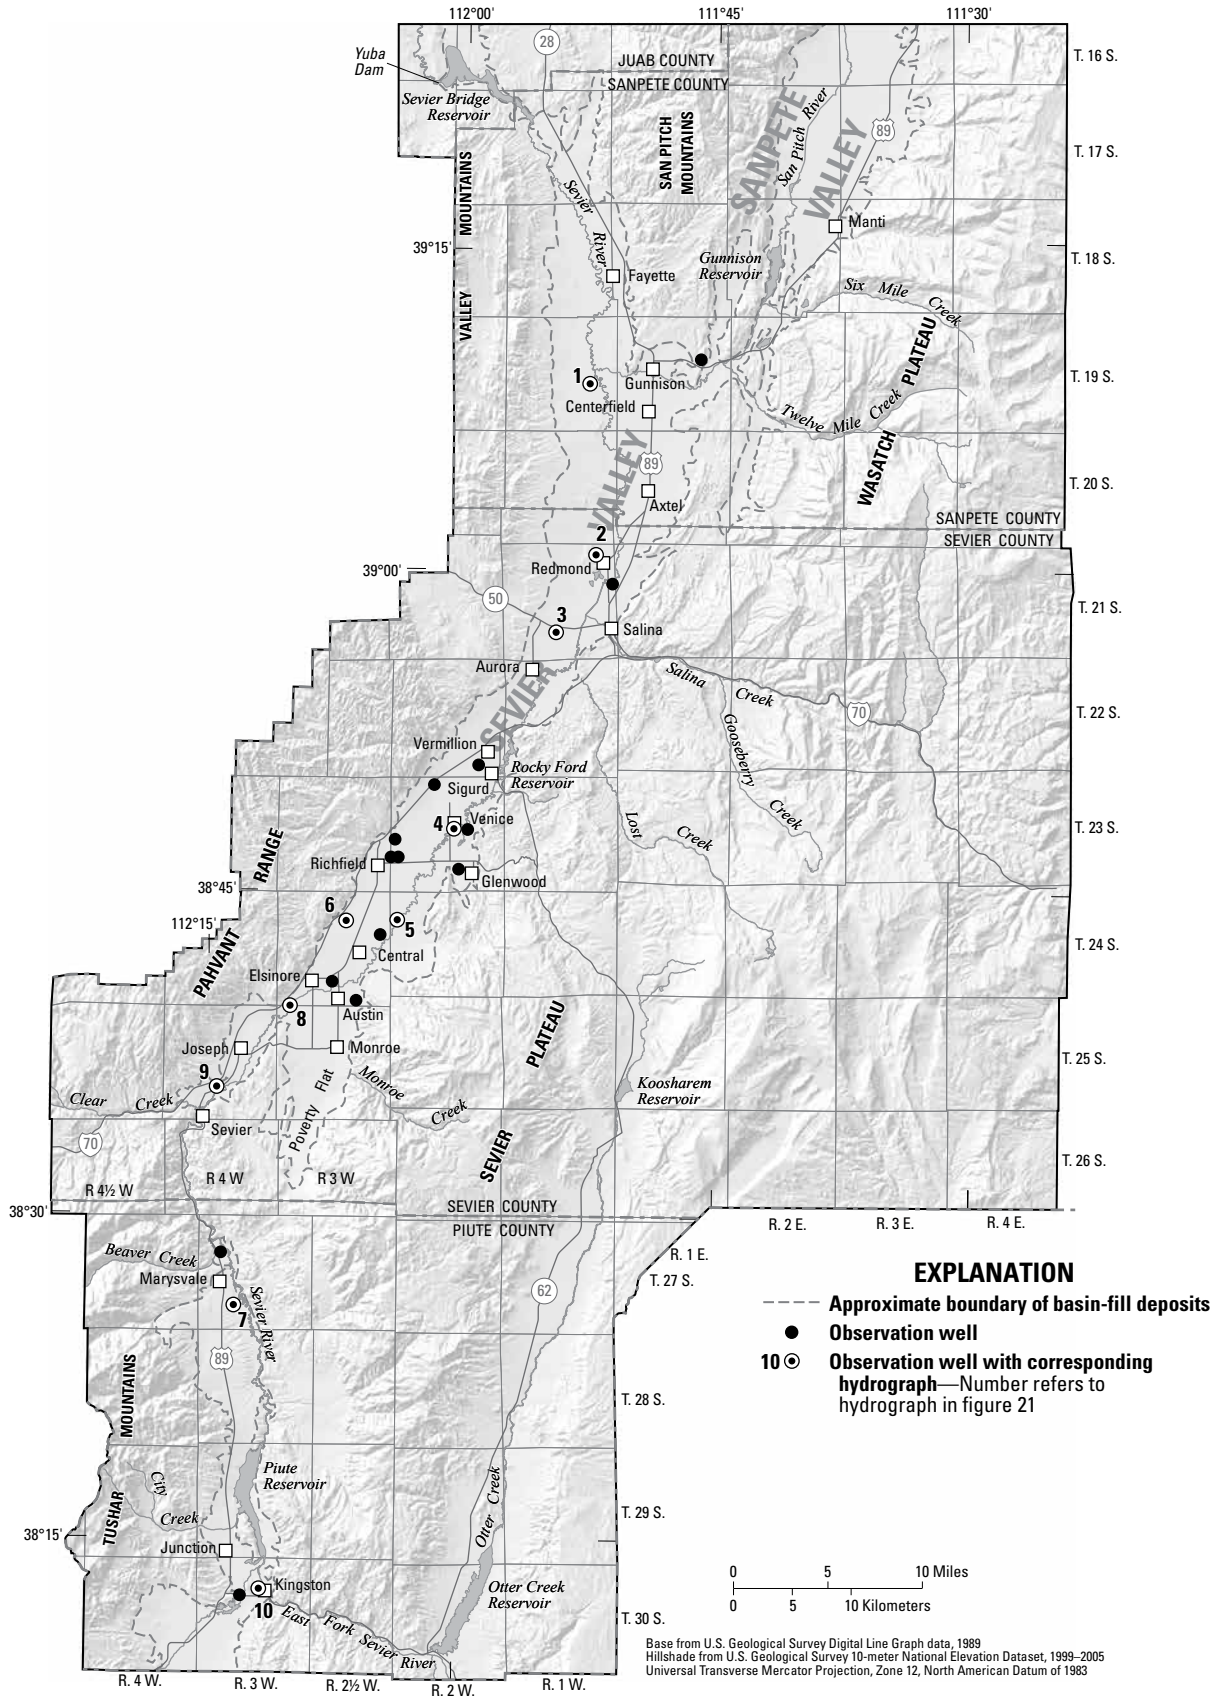 112°00'
111°45'
111°30'
Yuba
Dam
28
JUAB COUNTY
SANPETE COUNTY
T. 16 S.
Sevier Bridge
Reservoir
SANPETE
VALLEY
San Pitch River
89
SAN PITCH
MOUNTAINS
T. 17 S.
VALLEY
MOUNTAINS
Sevier
River
Manti
39°15'
Gunnison
Reservoir
T. 18 S.
Fayette
Six Mile Creek
1
Gunnison
Centerfield
T. 19 S.
Twelve Mile Creek
WASATCH
PLATEAU
89
SEVIER
VALLEY
Axtel
T. 20 S.
SANPETE COUNTY
SEVIER COUNTY
2
Redmond
39°00'
50
3
Salina
T. 21 S.
Aurora
Salina Creek
70
Gooseberry
Creek
T. 22 S.
Vermillion
Rocky Ford
Reservoir
Sigurd
4
Venice
Lost Creek
T. 23 S.
Richfield
Glenwood
38°45'
PAHVANT
RANGE
6
5
112°15'
Central
T. 24 S.
Elsinore
8
Austin
Joseph
Monroe
T. 25 S.
9
Clear Creek
Poverty Flat
Monroe
Creek
SEVIER
PLATEAU
Koosharem
Reservoir
Sevier
70
R 4½ W
R 4 W
R 3 W
T. 26 S.
SEVIER COUNTY
PIUTE COUNTY
38°30'
R. 1 E.
R. 2 E.
R. 3 E.
R. 4 E.
Beaver Creek
Marysvale
Sevier River
7
62
T. 27 S.
89
TUSHAR
MOUNTAINS
T. 28 S.
Piute
Reservoir
City
Creek
Otter Creek
T. 29 S.
38°15'
Junction
Kingston
10
East Fork Sevier River
Otter Creek
Reservoir
T. 30 S.
R. 4 W.
R. 3 W.
R. 2½ W.
R. 2 W.
R. 1 W.
EXPLANATION
Approximate boundary of basin-fill deposits
Observation well
10 Observation well with corresponding
hydrograph—Number refers to
hydrograph in figure 21
0 5 10 Miles
0 5 10 Kilometers
Base from U.S. Geological Survey Digital Line Graph data, 1989
Hillshade from U.S. Geological Survey 10-meter National Elevation Dataset, 1999–2005
Universal Transverse Mercator Projection, Zone 12, North American Datum of 1983